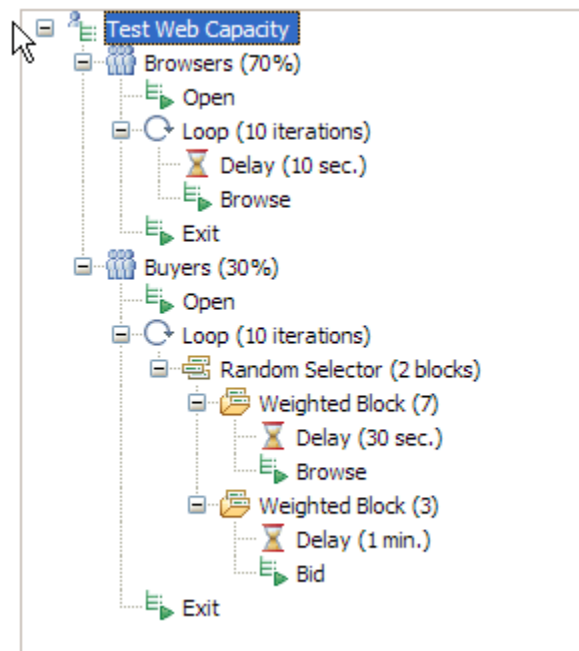 Test Web Capacity
Browsers (70%)
Open
Loop (10 iterations)
Delay (10 sec.)
Browse
Exit
Buyers (30%)
Open
Loop (10 iterations)
Random Selector (2 blocks)
Weighted Block (7)
Delay (30 sec.)
Browse
Weighted Block (3)
Delay (1 min.)
Bid
Exit